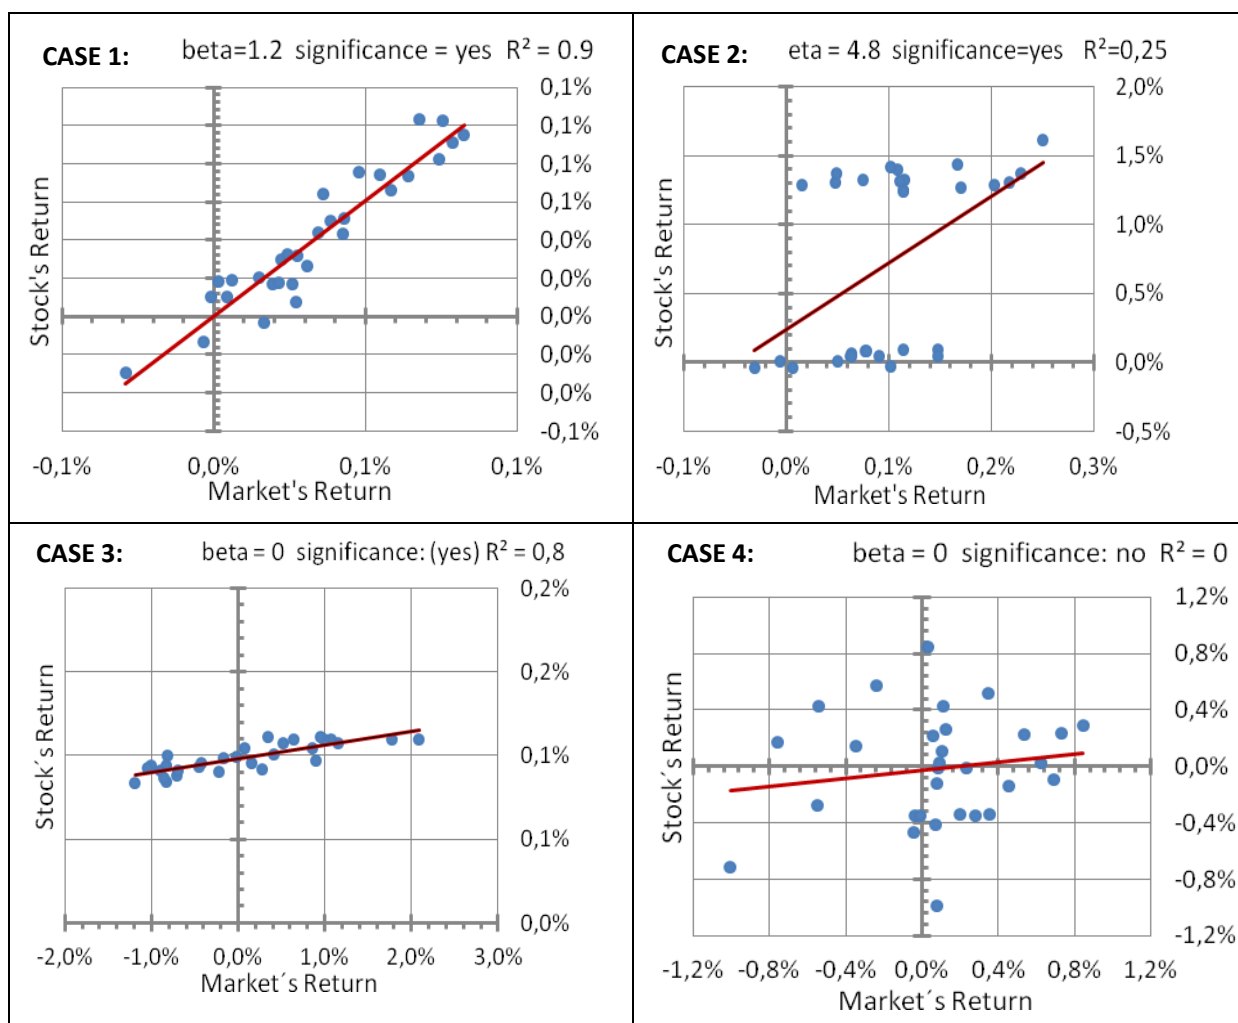 CASE 1: beta=1.2 significance = yes R² = 0.9
0,1%
0,1%
0,1%
0,1%
0,0%
0,0%
0,0%
0,0%
0,0%
-0,1%
Stock's Return
-0,1% 0,0% 0,1% 0,1%
Market's Return
CASE 2: eta = 4.8 significance=yes R²=0,25
2,0%
1,5%
1,0%
0,5%
0,0%
-0,5%
Stock's Return
-0,1% 0,0% 0,1% 0,2% 0,3%
Market's Return
CASE 3: beta = 0 significance: (yes) R² = 0,8
0,2%
0,2%
0,1%
0,1%
0,0%
Stock´s Return
-2,0% -1,0% 0,0% 1,0% 2,0% 3,0%
Market´s Return
CASE 4: beta = 0 significance: no R² = 0
1,2%
0,8%
0,4%
0,0%
-0,4%
-0,8%
-1,2%
Stock´s Return
-1,2% -0,8% -0,4% 0,0% 0,4% 0,8% 1,2%
Market´s Return